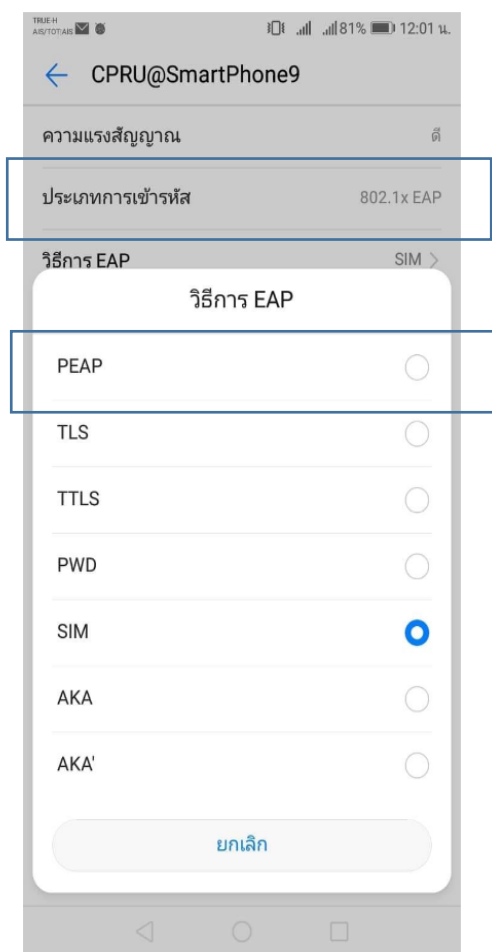 TRUE-H
AIS/TOT:AIS 81% 12:01 น.
CPRU@SmartPhone9
ความแรงสัญญาณ ดี
ประเภทการเข้ารหัส 802.1x EAP
วิธีการ EAP SIM
วิธีการ EAP
PEAP
TLS
TTLS
PWD
SIM
AKA
AKA'
ยกเลิก